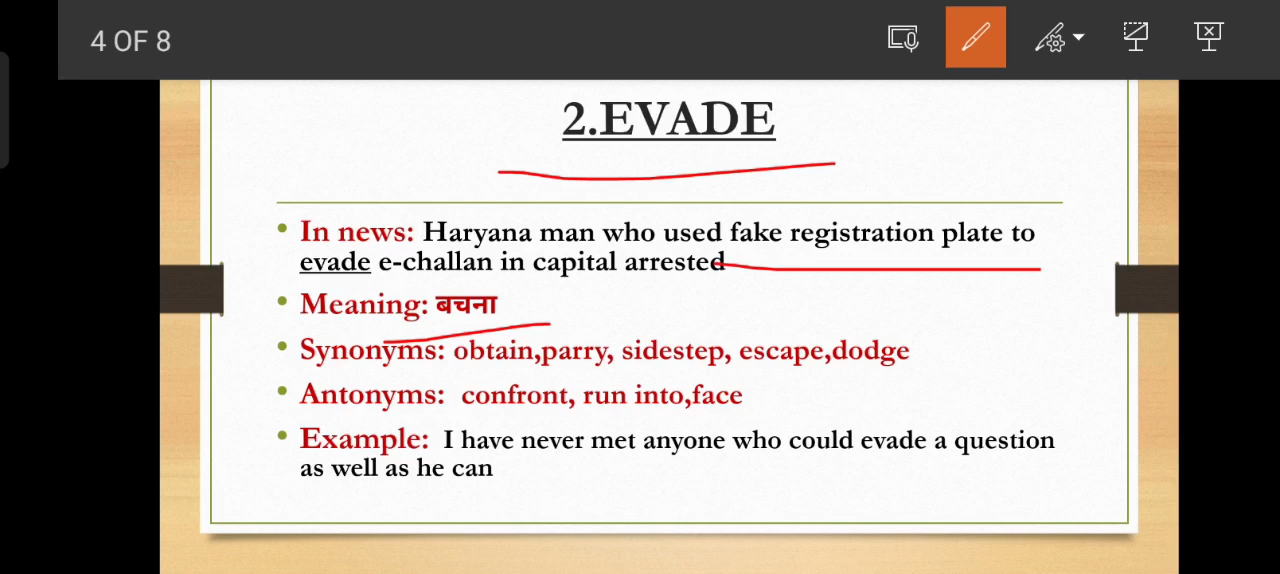 4 OF 8
2.EVADE
• In news: Haryana man who used fake registration plate to
evade e-challan in capital arrested
• Meaning: बचना
• Synonyms: obtain,parry, sidestep, escape,dodge
• Antonyms: confront, run into,face
• Example: I have never met anyone who could evade a question
as well as he can